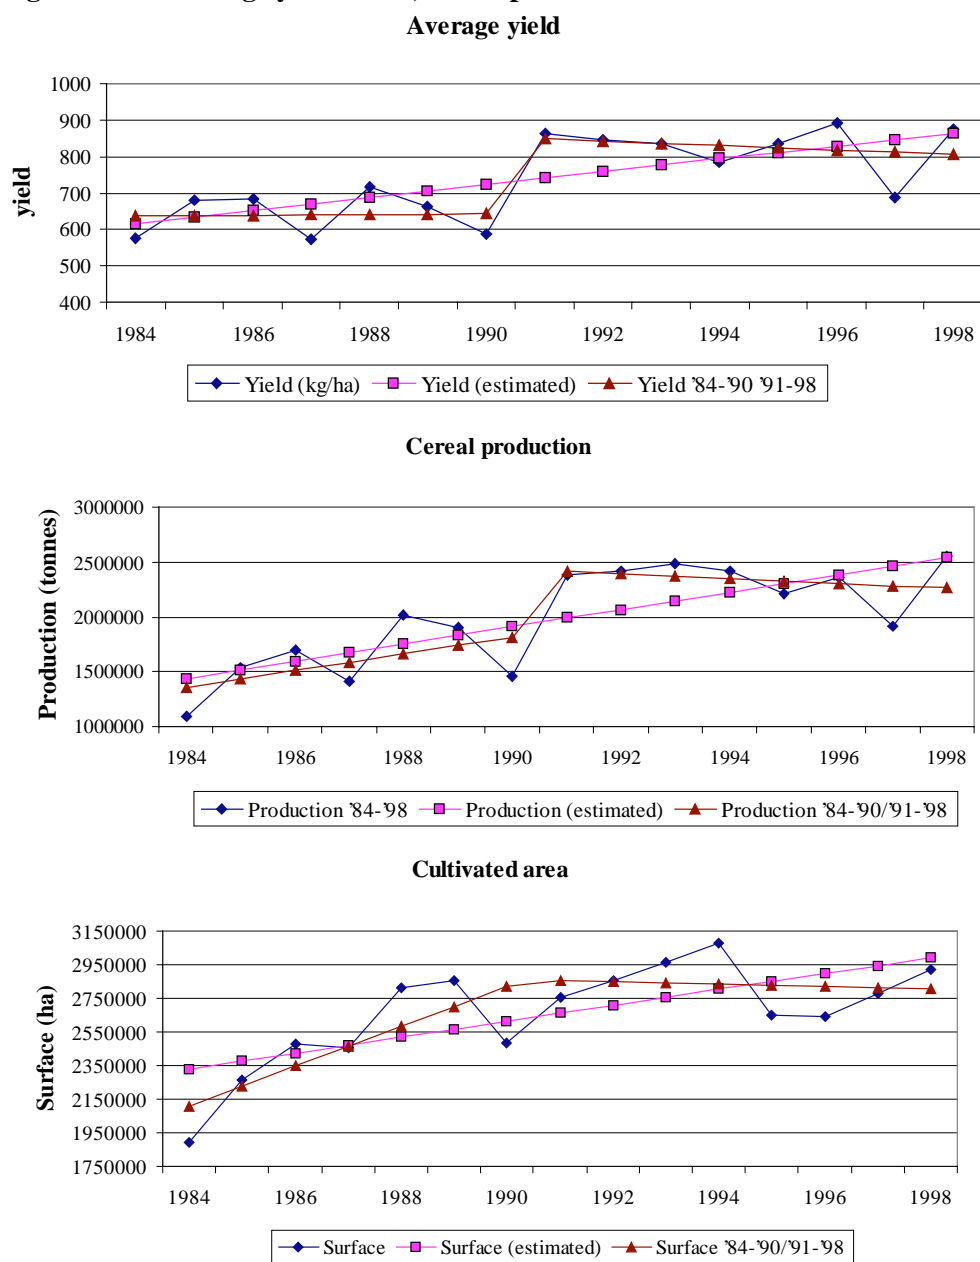 Average yield
1000
900
800
700
600
500
400
yield
1984 1986 1988 1990 1992 1994 1996 1998
Yield (kg/ha) Yield (estimated) Yield '84-'90 '91-98
Cereal production
3000000
2500000
2000000
1500000
1000000
Production (tonnes)
1984 1986 1988 1990 1992 1994 1996 1998
Production '84-'98 Production (estimated) Production '84-'90/'91-'98
Cultivated area
3150000
2950000
2750000
2550000
2350000
2150000
1950000
1750000
Surface (ha)
1984 1986 1988 1990 1992 1994 1996 1998
Surface Surface (estimated) Surface '84-'90/'91-'98